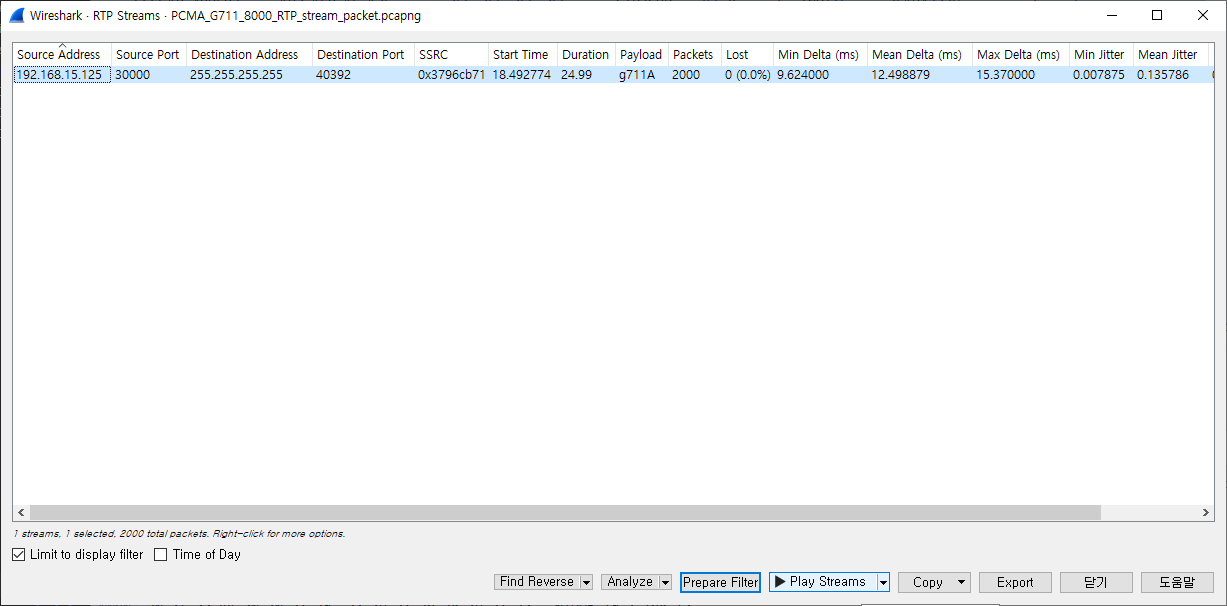 Wireshark · RTP Streams · PCMA_G711_8000_RTP_stream_packet.pcapng
Source Address Source Port Destination Address Destination Port SSRC Start Time Duration Payload Packets Lost Min Delta (ms) Mean Delta (ms) Max Delta (ms) Min Jitter Mean Jitter
192.168.15.125 30000 255.255.255.255 40392 0x3796cb71 18.492774 24.99 g711A 2000 0 (0.0%) 9.624000 12.498879 15.370000 0.007875 0.135786
1 streams, 1 selected, 2000 total packets. Right-click for more options.
Limit to display filter Time of Day
Find Reverse Analyze Prepare Filter Play Streams Copy Export 닫기 도움말